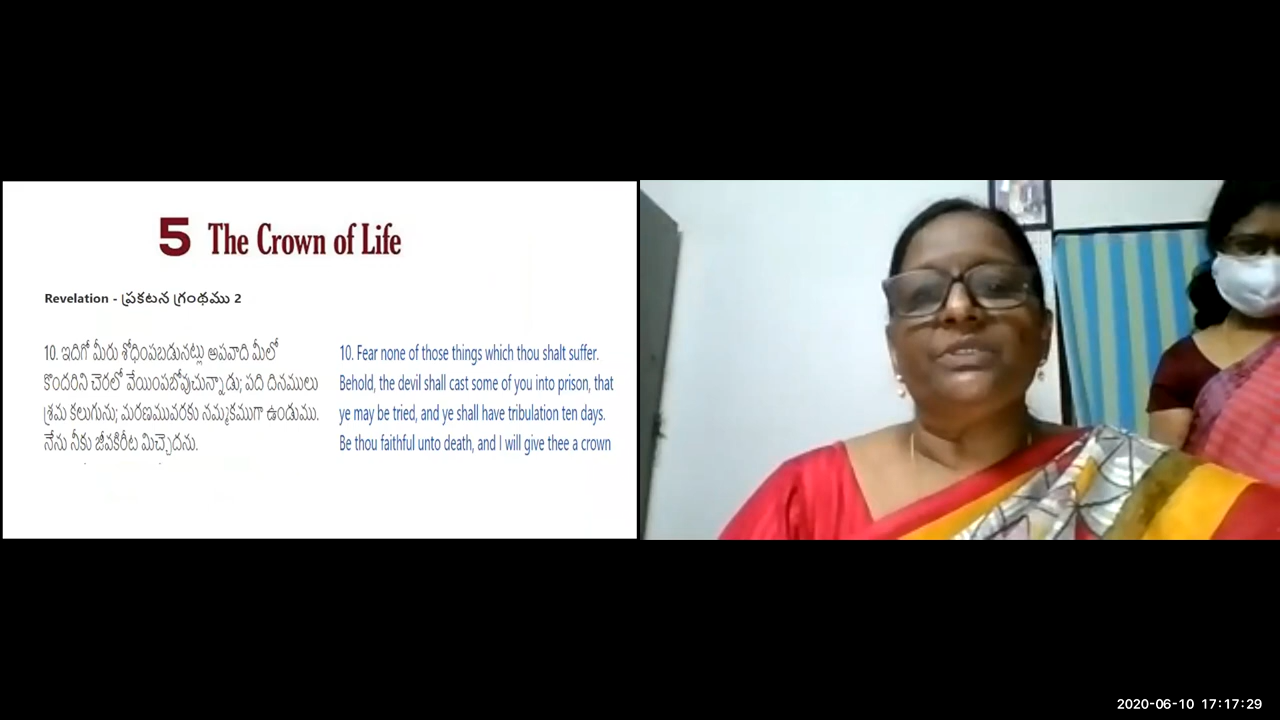 5 The Crown of Life
Revelation - ప్రకటన గ్రంథము 2
10. ఇదిగో మీరు శోధింపబడునట్లు అపవాది మీలో
కొందరిని చెరలో వేయింపబోవుచున్నాడు; పది దినములు
శ్రమ కలుగును; మరణమువరకు నమ్మకముగా ఉండుము.
నేను నీకు జీవకిరీట మిచ్చెదను.
10. Fear none of those things which thou shalt suffer.
Behold, the devil shall cast some of you into prison, that
ye may be tried, and ye shall have tribulation ten days.
Be thou faithful unto death, and I will give thee a crown
2020-06-10 17:17:29